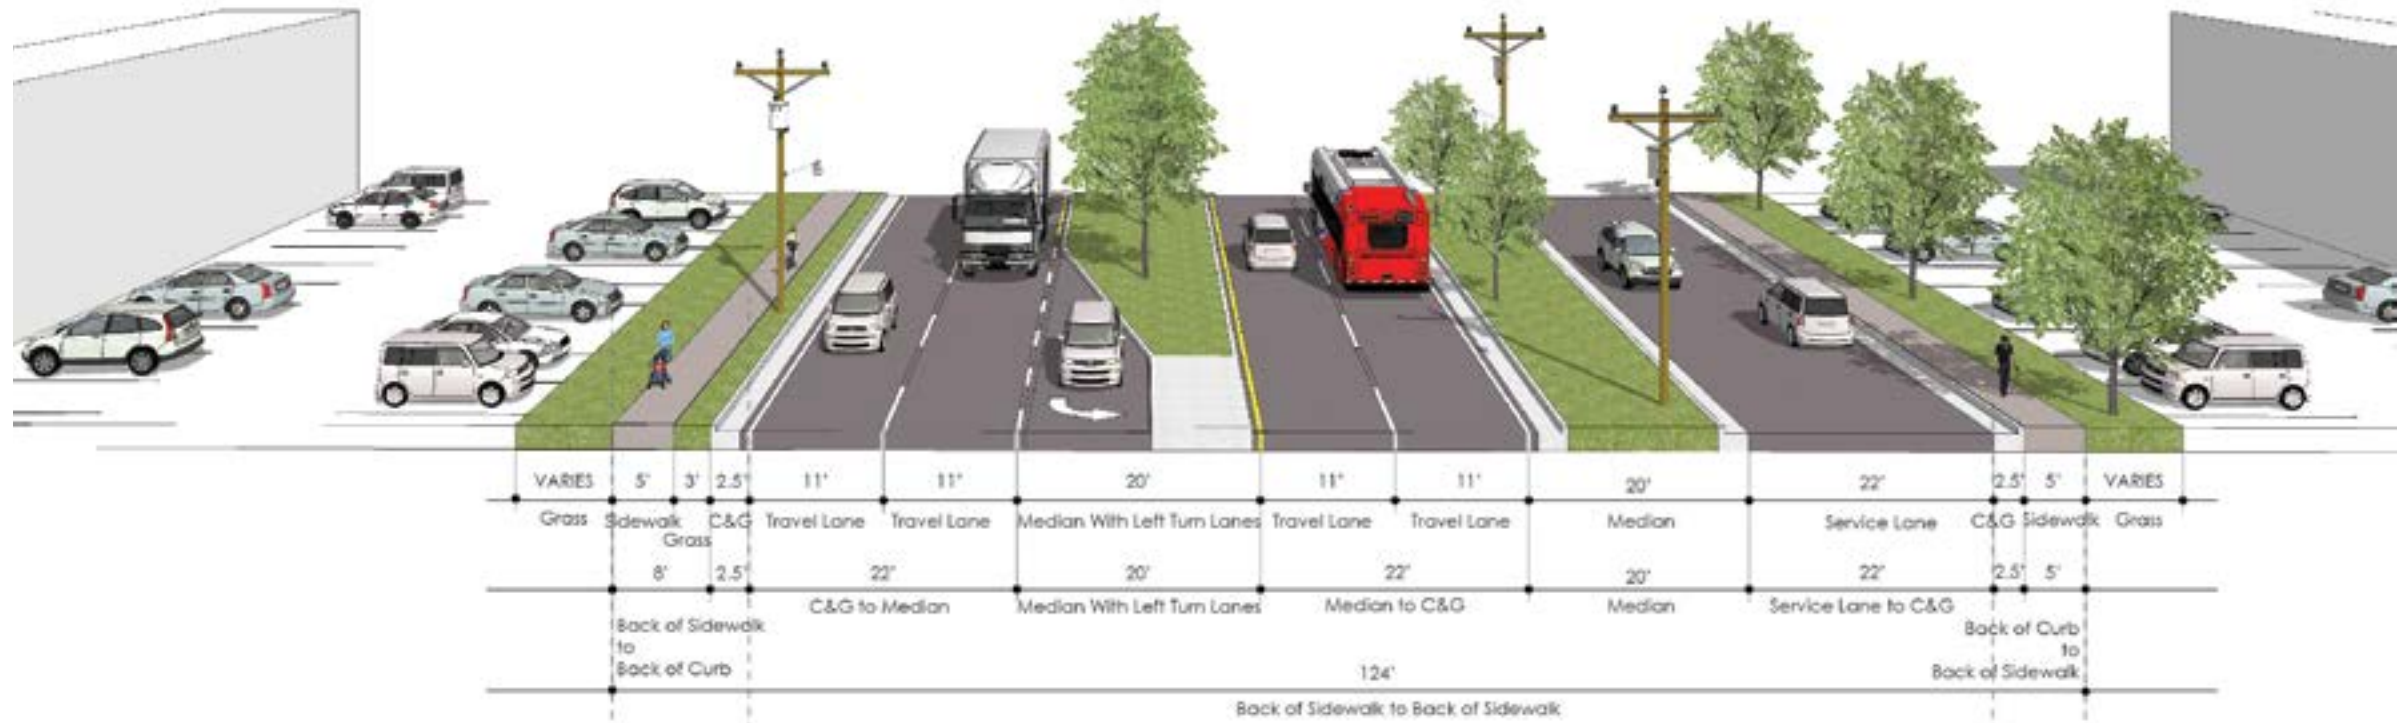 VARIES 5' 3' 2.5' 11' 11' 20' 11' 11' 20' 22' 2.5' 5' VARIES
Grass Sidewalk Grass C&G Travel Lane Travel Lane Median With Left Turn Lanes Travel Lane Travel Lane Median Service Lane C&G Sidewalk Grass
8' 2.5' 22' 20' 22' 20' 22' 2.5' 5'
C&G to Median Median With Left Turn Lanes Median to C&G Median Service Lane to C&G
Back of Sidewalk
to
Back of Curb
Back of Curb
to
Back of Sidewalk
124'
Back of Sidewalk to Back of Sidewalk